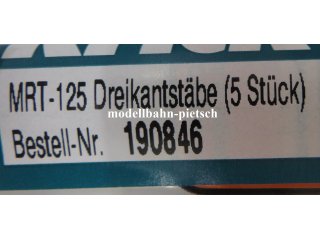 MRT-125 Dreikantstäbe (5 Stück)
modellbahn-pietsch
Bestell-Nr. 190846